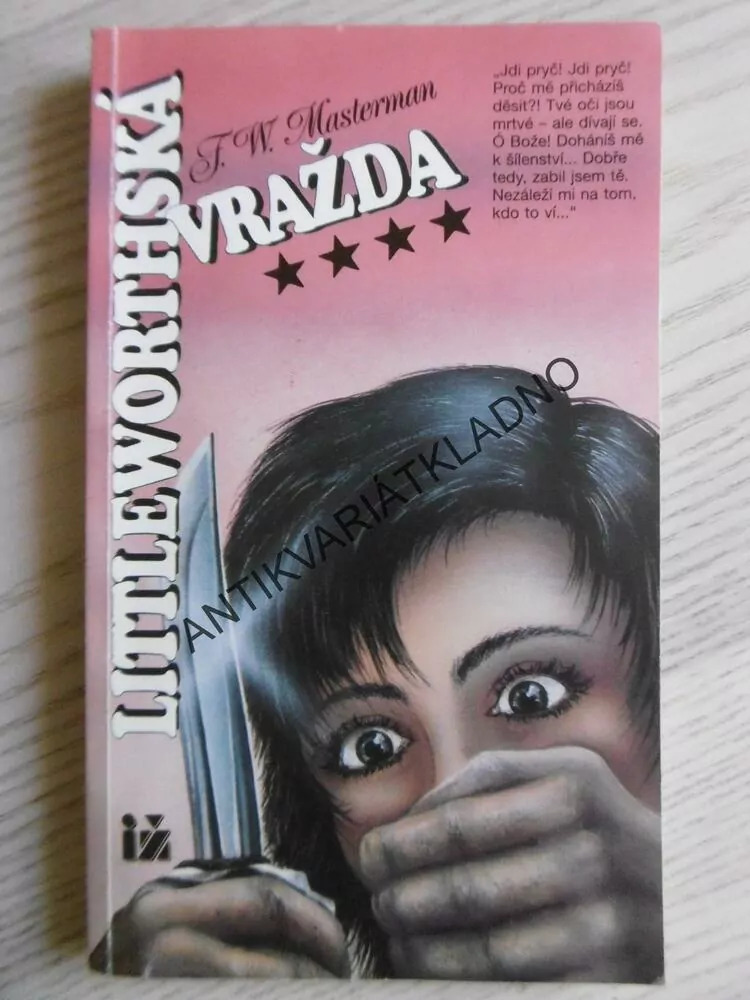 LITTLEWORTHSKÁ
J. W. Masterman
VRAŽDA
„Jdi pryč! Jdi pryč!
Proč mě přicházíš
děsit?! Tvé oči jsou
mrtvé – ale dívají se.
Ó Bože! Doháníš mě
k šílenství... Dobře
tedy, zabil jsem tě.
Nezáleží mi na tom,
kdo to ví...“
ANTIKVARIÁTKLADNO
iž